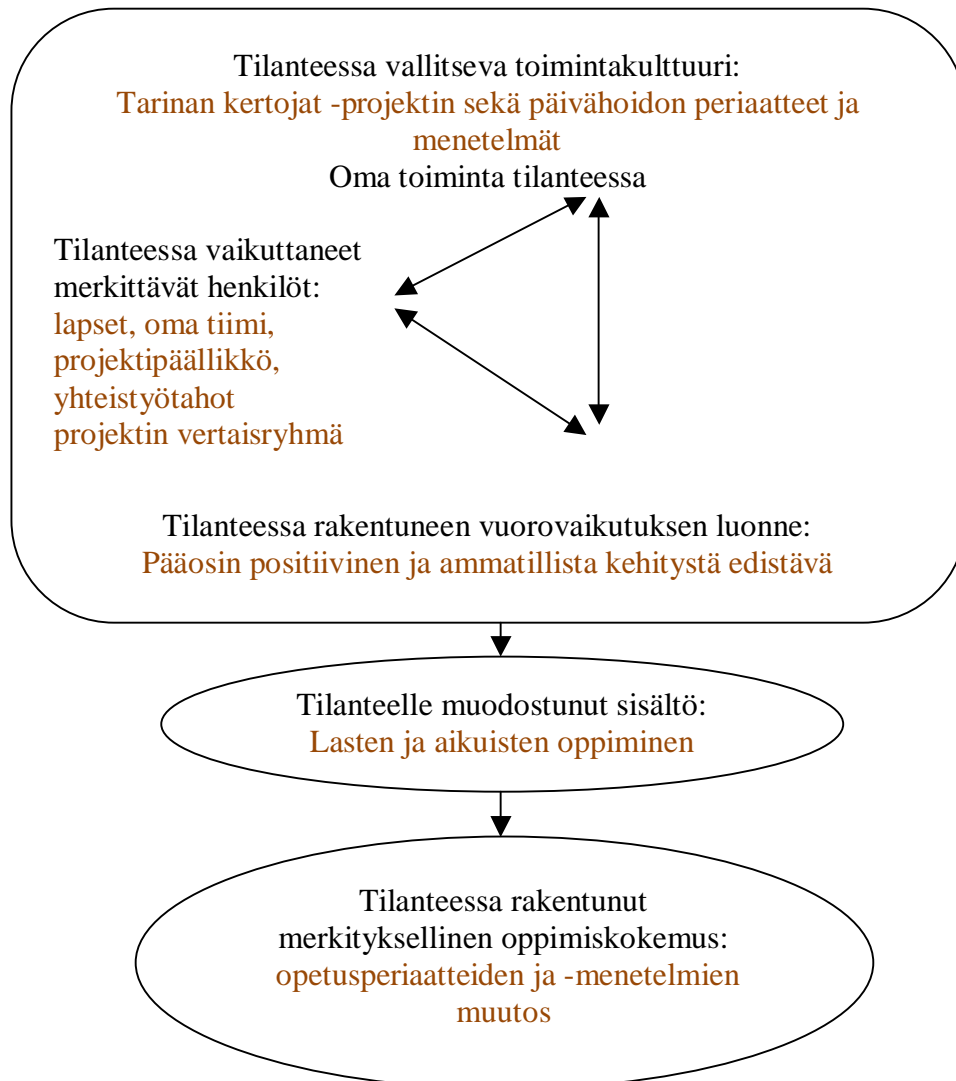 Tilanteessa vallitseva toimintakulttuuri:
Tarinan kertojat -projektin sekä päivähoidon periaatteet ja
menetelmät
Oma toiminta tilanteessa
Tilanteessa vaikuttaneet
merkittävät henkilöt:
lapset, oma tiimi,
projektipäällikkö,
yhteistyötahot
projektin vertaisryhmä
Tilanteessa rakentuneen vuorovaikutuksen luonne:
Pääosin positiivinen ja ammatillista kehitystä edistävä
Tilanteelle muodostunut sisältö:
Lasten ja aikuisten oppiminen
Tilanteessa rakentunut
merkityksellinen oppimiskokemus:
opetusperiaatteiden ja -menetelmien
muutos